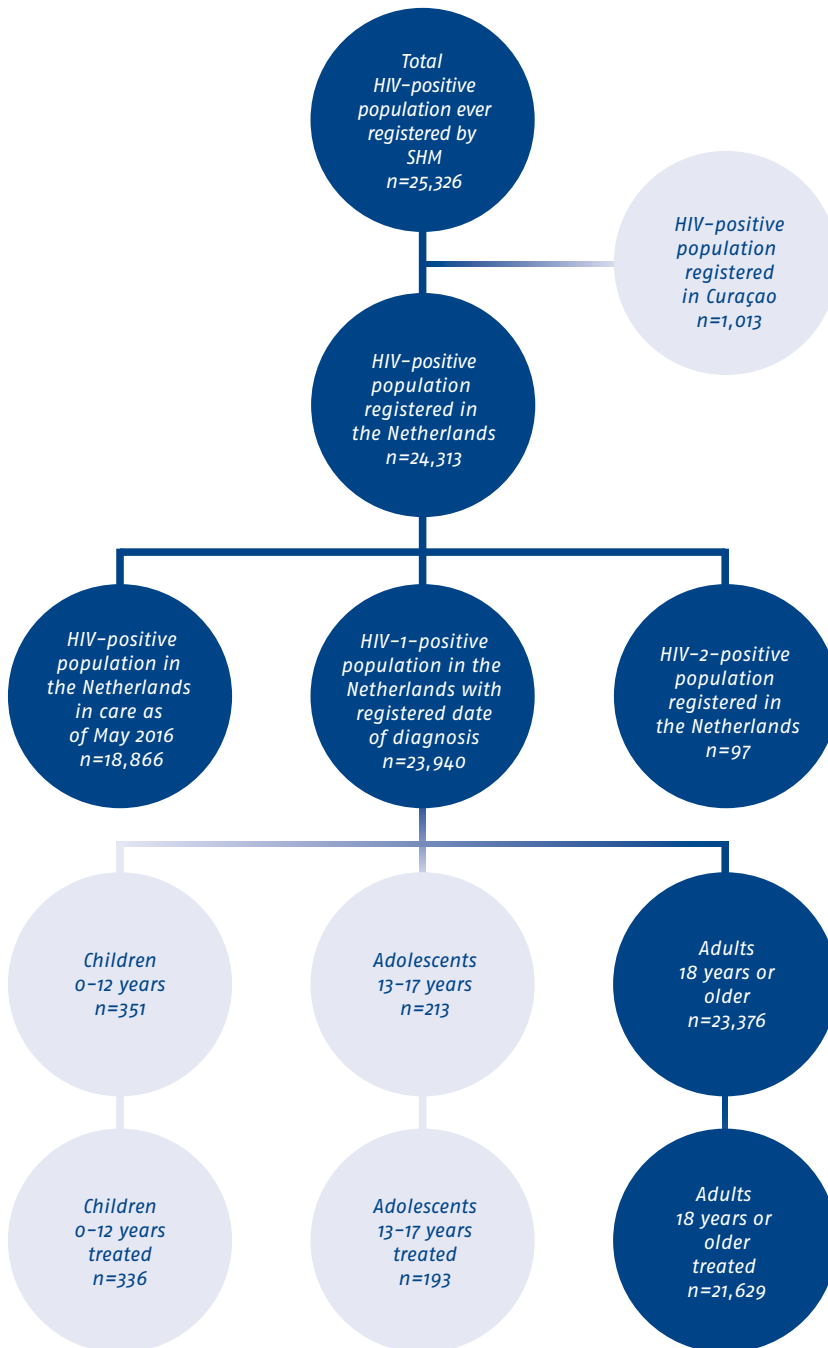 Total
HIV-positive
population ever
registered by
SHM
n=25,326
HIV-positive
population
registered
in Curaçao
n=1,013
HIV-positive
population
registered in
the Netherlands
n=24,313
HIV-positive
population in
the Netherlands
in care as
of May 2016
n=18,866
HIV-1-positive
population in the
Netherlands with
registered date
of diagnosis
n=23,940
HIV-2-positive
population
registered in
the Netherlands
n=97
Children
0-12 years
n=351
Adolescents
13-17 years
n=213
Adults
18 years or
older
n=23,376
Children
0-12 years
treated
n=336
Adolescents
13-17 years
treated
n=193
Adults
18 years or
older
treated
n=21,629